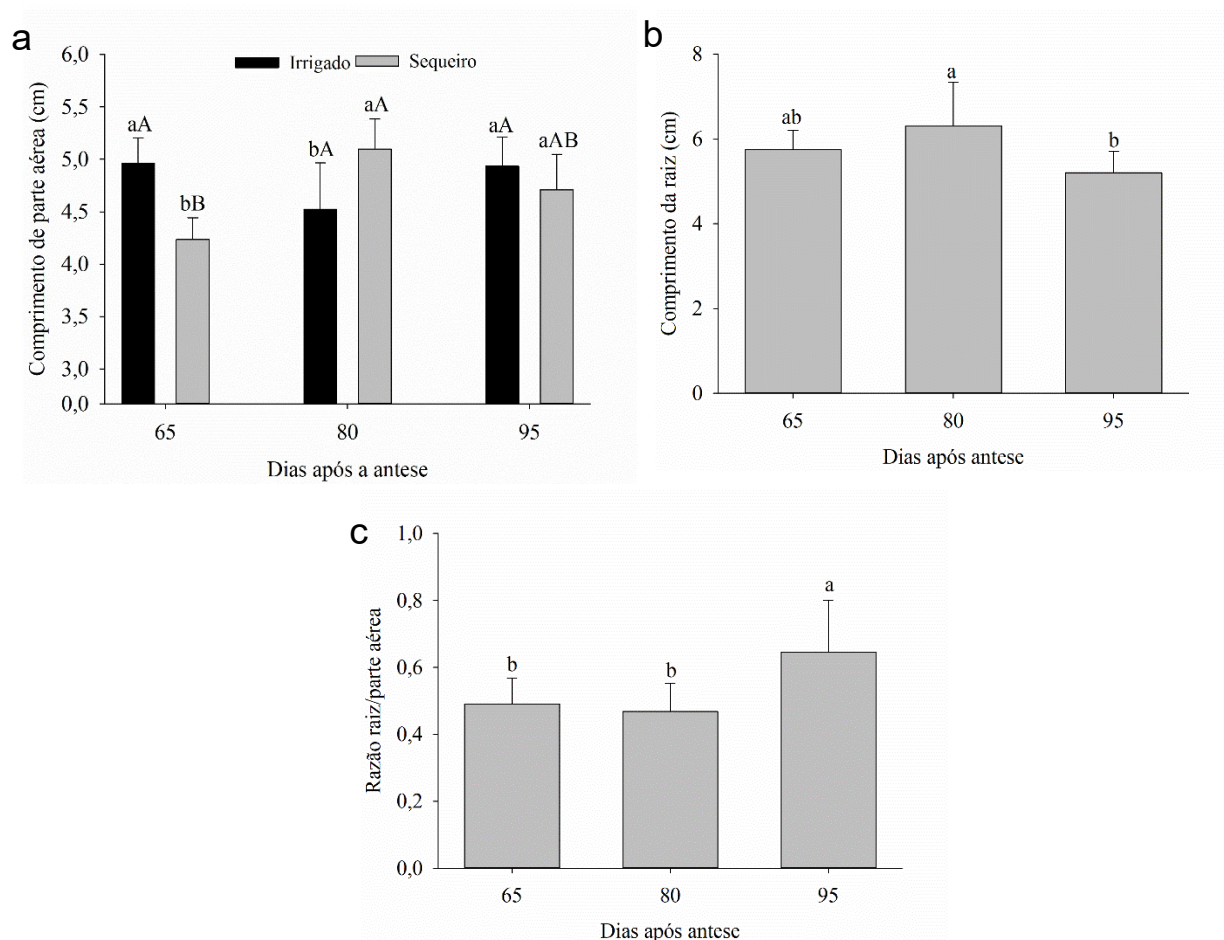 a
Irrigado Sequeiro
Comprimento de parte aérea (cm)
6,0
5,5
5,0
4,5
4,0
3,5
3,0
0,0
aA
bB
bA
aA
aA
aAB
65 80 95
Dias após a antese
b
Comprimento da raiz (cm)
8
6
4
2
0
ab
a
b
65 80 95
Dias após antese
c
Razão raiz/parte aérea
1,0
0,8
0,6
0,4
0,2
0,0
b
b
a
65 80 95
Dias após antese